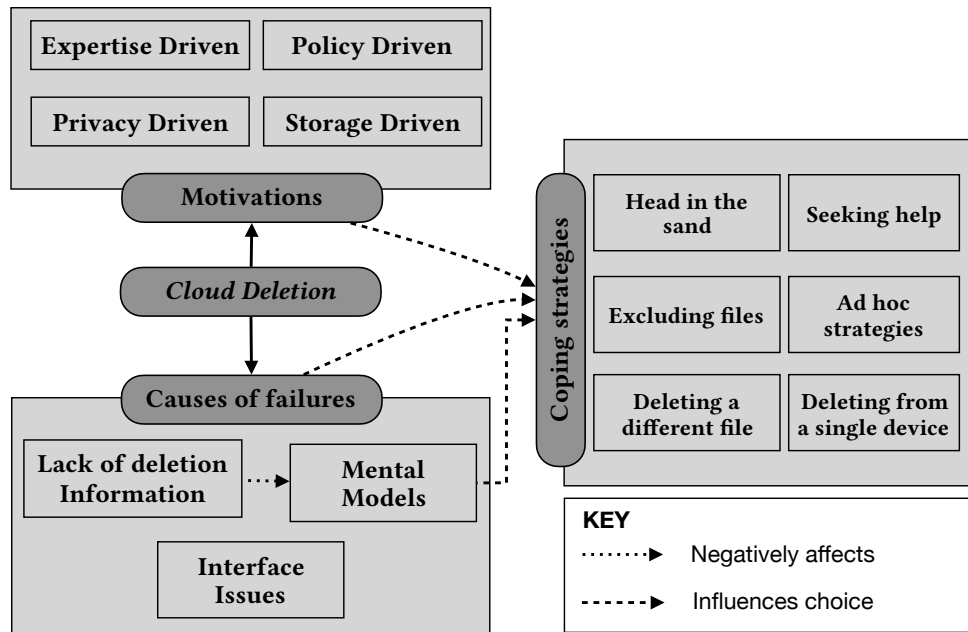 Expertise Driven
Policy Driven
Privacy Driven
Storage Driven
Motivations
Cloud Deletion
Causes of failures
Lack of deletion
Information
Mental
Models
Interface
Issues
Coping strategies
Head in the
sand
Seeking help
Excluding files
Ad hoc
strategies
Deleting a
different file
Deleting from
a single device
KEY
Negatively affects
Influences choice